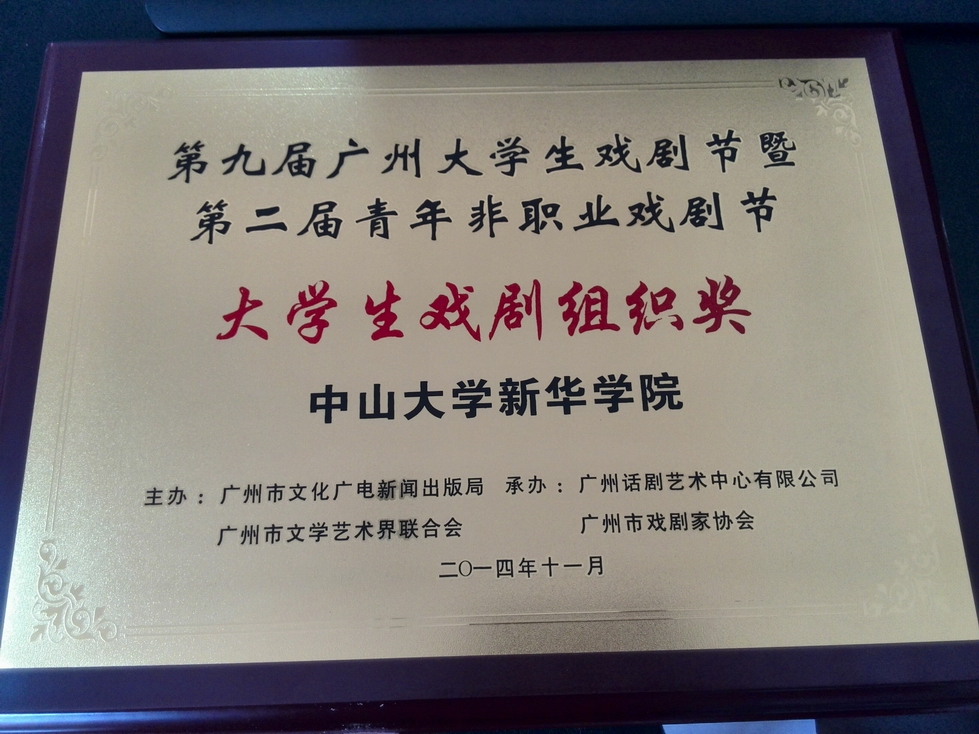 第九届广州大学生戏剧节暨
第二届青年非职业戏剧节
大学生戏剧组织奖
中山大学新华学院
主办：广州市文化广电新闻出版局 承办：广州话剧艺术中心有限公司
广州市文学艺术界联合会 广州市戏剧家协会
二〇一四年十一月